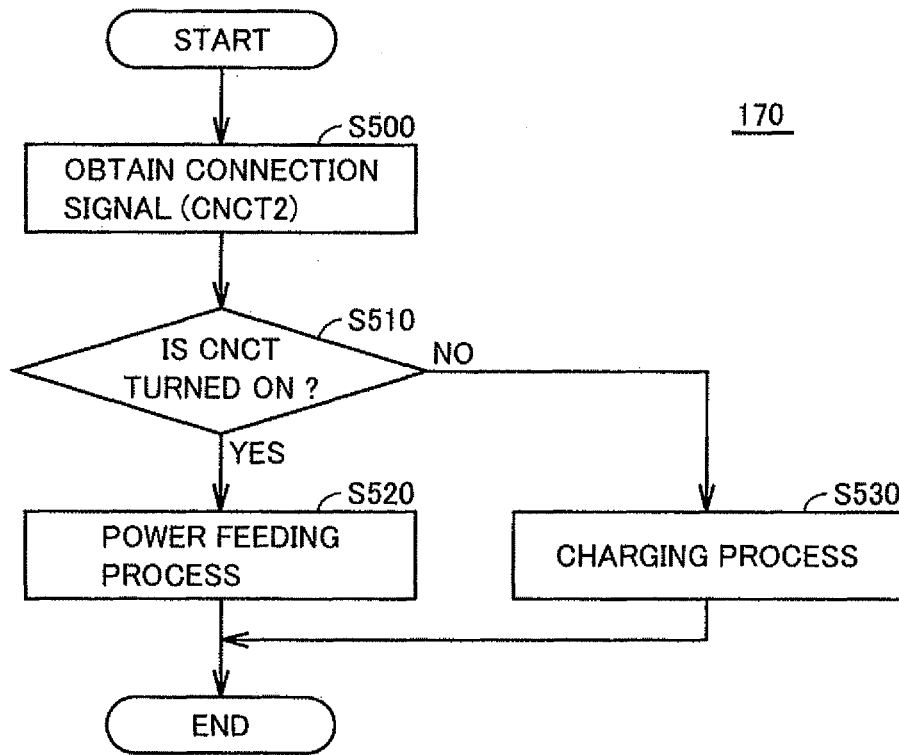 START
170
S500
OBTAIN CONNECTION
SIGNAL (CNCT2)
S510
IS CNCT
TURNED ON ?
NO
YES
S520
POWER FEEDING
PROCESS
S530
CHARGING PROCESS
END